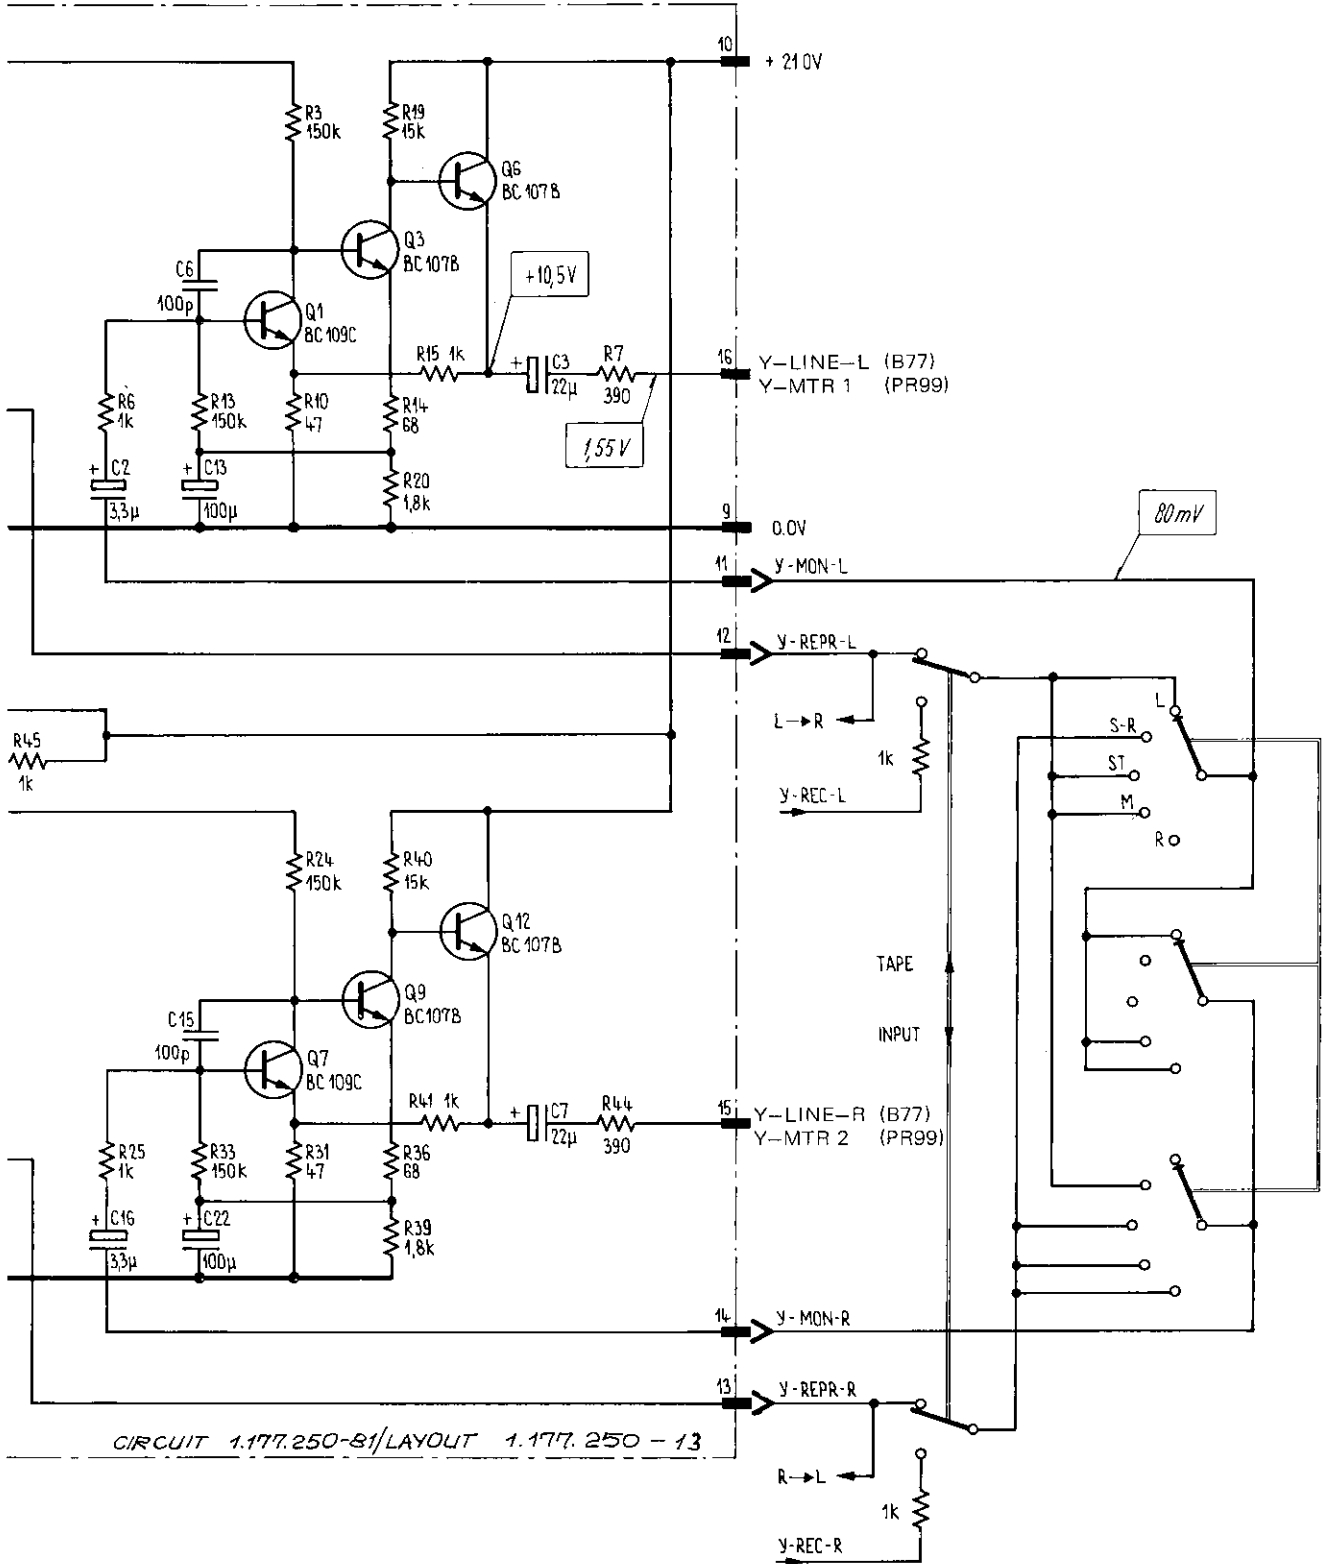 10
+ 21.0V
R3
150k
R19
15k
Q6
BC 107B
Q3
BC 107B
+10,5V
C6
100p
Q1
BC 109C
R15 1k
+
C3
22µ
R7
390
16
Y-LINE-L (B77)
Y-MTR 1 (PR99)
R6
1k
R13
150k
R10
47
R14
68
1,55V
+
C2
3,3µ
+
C13
100µ
R20
1,8k
9
0.0V
80mV
11
Y-MON-L
12
Y-REPR-L
L→R
1k
Y-REC-L
L
S-R
ST
M
R
R45
1k
R24
150k
R40
15k
Q12
BC 107B
TAPE
INPUT
Q9
BC107B
C15
100p
Q7
BC 109C
R41 1k
+
C7
22µ
R44
390
15
Y-LINE-R (B77)
Y-MTR 2 (PR99)
R25
1k
R33
150k
R31
47
R36
68
+
C16
3,3µ
+
C22
100µ
R39
1,8k
14
Y-MON-R
13
Y-REPR-R
CIRCUIT 1.177.250-81/LAYOUT 1.177.250-13
R→L
1k
Y-REC-R